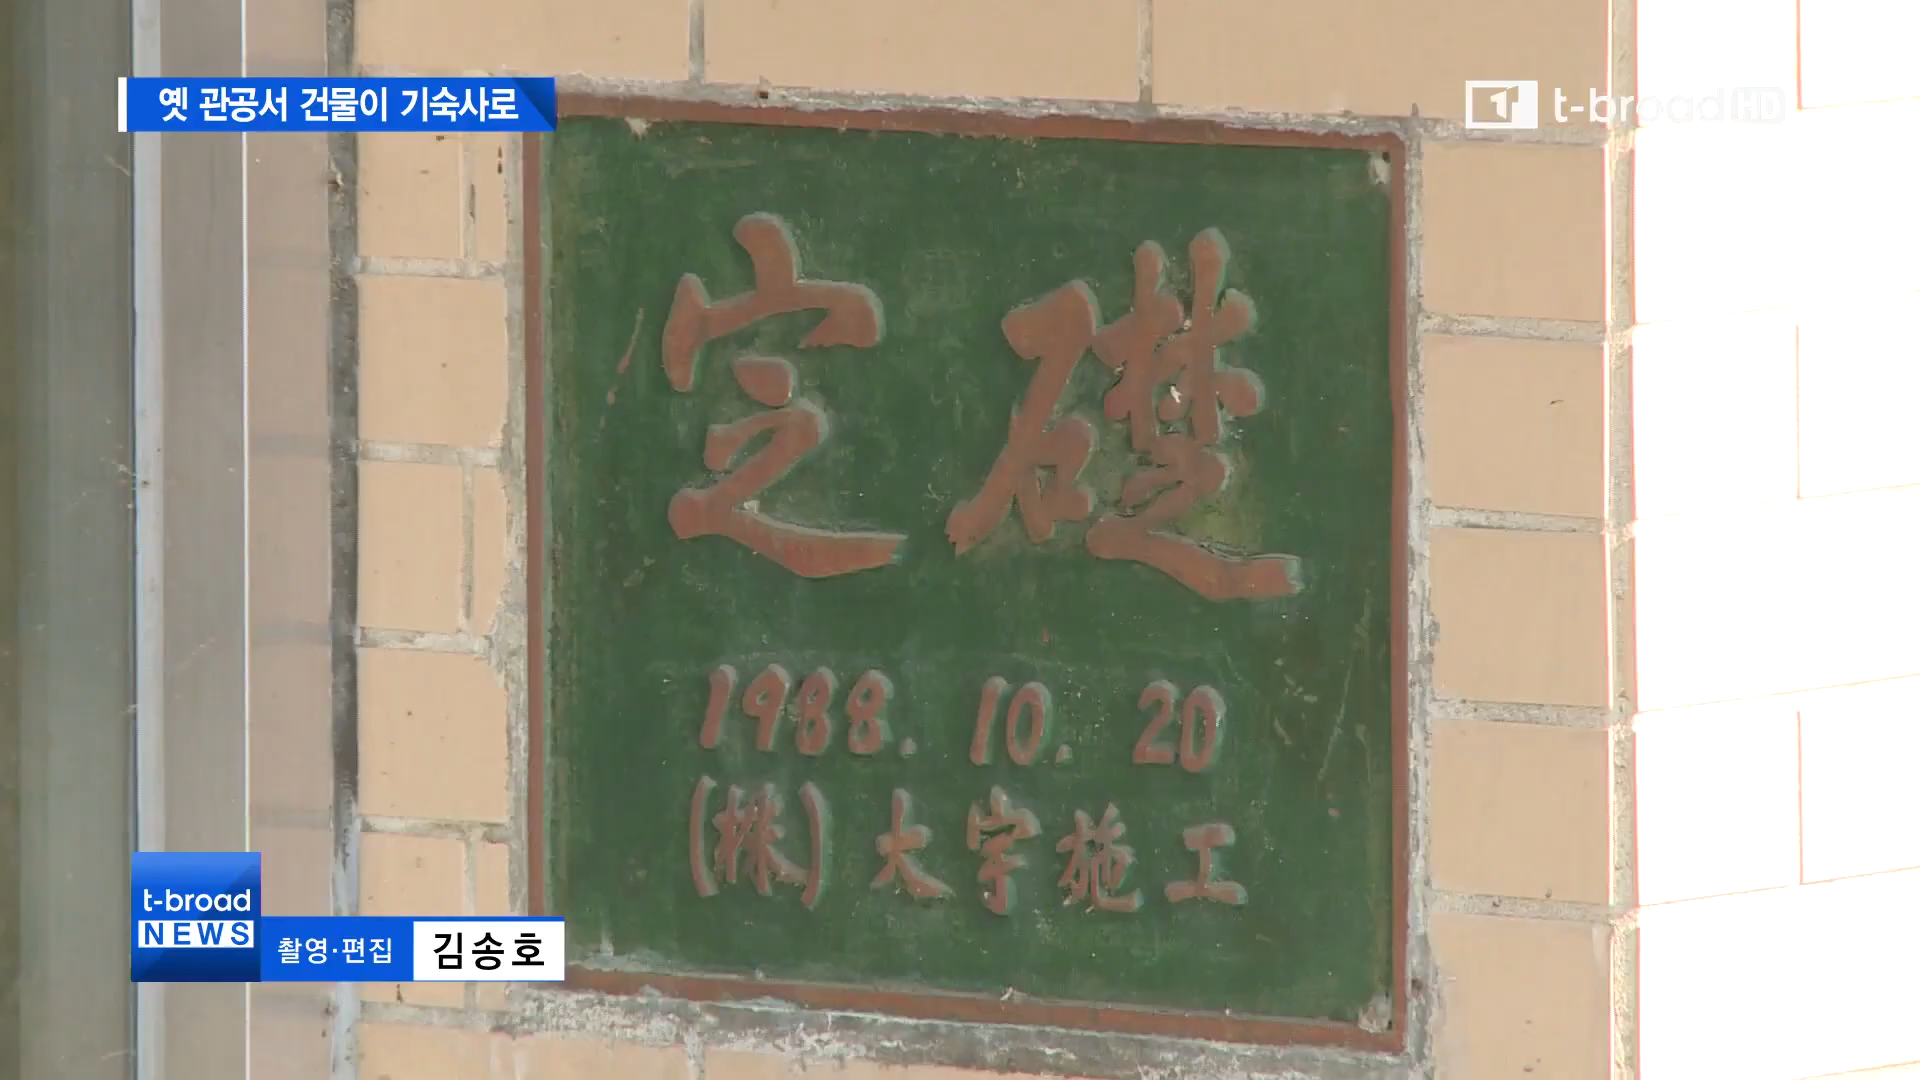 옛 관공서 건물이 기숙사로
t-broad HD
定礎
1988. 10. 20
(株)大宇施工
t-broad
NEWS
촬영·편집 김송호